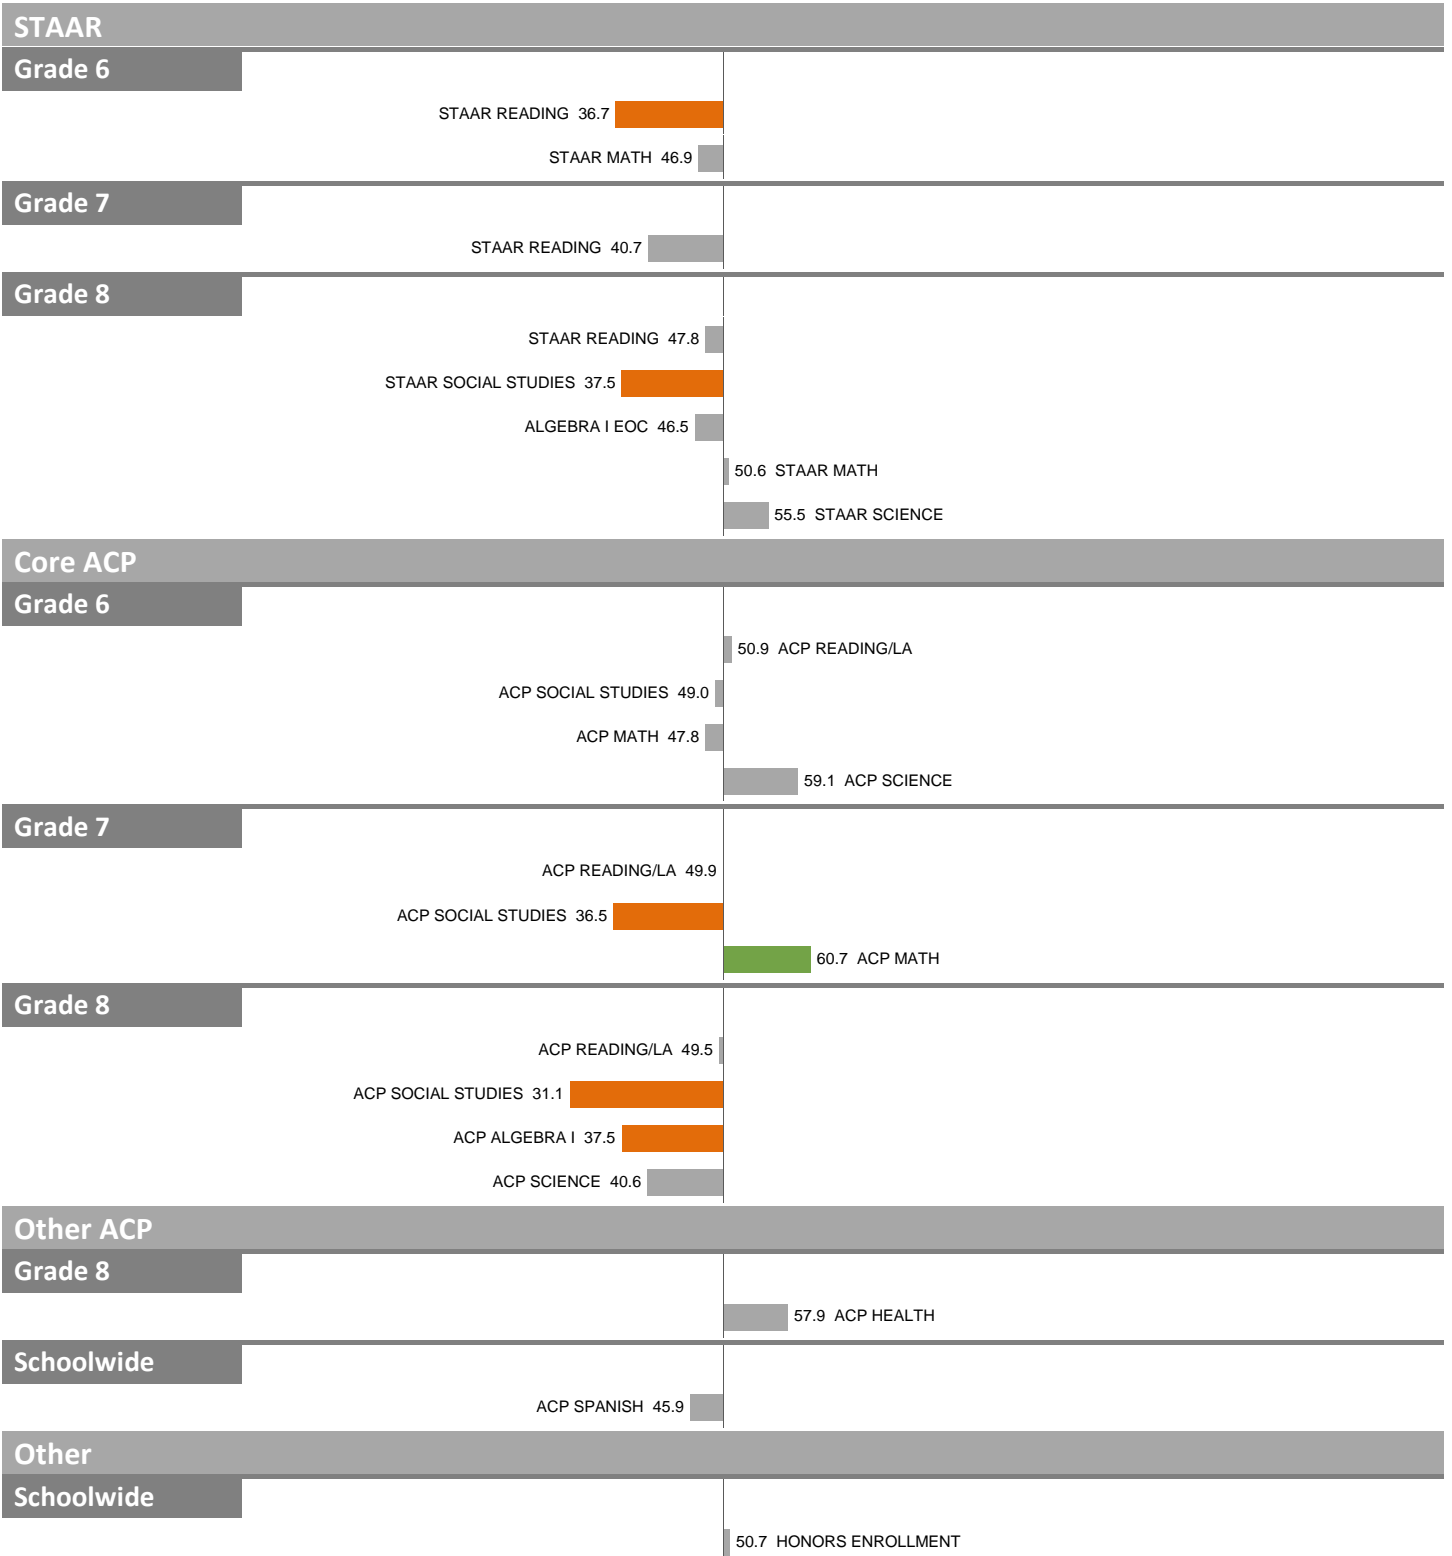 STAAR
Grade 6
STAAR READING 36.7
STAAR MATH 46.9
Grade 7
STAAR READING 40.7
Grade 8
STAAR READING 47.8
STAAR SOCIAL STUDIES 37.5
ALGEBRA I EOC 46.5
50.6 STAAR MATH
55.5 STAAR SCIENCE
Core ACP
Grade 6
50.9 ACP READING/LA
ACP SOCIAL STUDIES 49.0
ACP MATH 47.8
59.1 ACP SCIENCE
Grade 7
ACP READING/LA 49.9
ACP SOCIAL STUDIES 36.5
60.7 ACP MATH
Grade 8
ACP READING/LA 49.5
ACP SOCIAL STUDIES 31.1
ACP ALGEBRA I 37.5
ACP SCIENCE 40.6
Other ACP
Grade 8
57.9 ACP HEALTH
Schoolwide
ACP SPANISH 45.9
Other
Schoolwide
50.7 HONORS ENROLLMENT